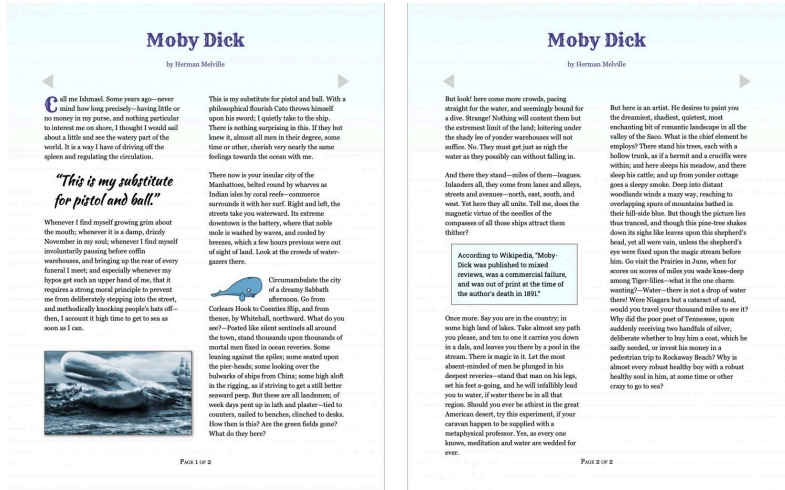 Moby Dick
by Herman Melville
Call me Ishmael. Some years ago—never
mind how long precisely—having little or
no money in my purse, and nothing particular
to interest me on shore, I thought I would sail
about a little and see the watery part of the
world. It is a way I have of driving off the
spleen and regulating the circulation.
"This is my substitute
for pistol and ball."
Whenever I find myself growing grim about
the mouth; whenever it is a damp, drizzly
November in my soul; whenever I find myself
involuntarily pausing before coffin
warehouses, and bringing up the rear of every
funeral I meet; and especially whenever my
hypos get such an upper hand of me, that it
requires a strong moral principle to prevent
me from deliberately stepping into the street,
and methodically knocking people's hats off—
then, I account it high time to get to sea as
soon as I can.
This is my substitute for pistol and ball. With a
philosophical flourish Cato throws himself
upon his sword; I quietly take to the ship.
There is nothing surprising in this. If they but
knew it, almost all men in their degree, some
time or other, cherish very nearly the same
feelings towards the ocean with me.
There now is your insular city of the
Manhattoes, belted round by wharves as
Indian isles by coral reefs—commerce
surrounds it with her surf. Right and left, the
streets take you waterward. Its extreme
downtown is the battery, where that noble
mole is washed by waves, and cooled by
breezes, which a few hours previous were out
of sight of land. Look at the crowds of water-
gazers there.
Circumambulate the city
of a dreamy Sabbath
afternoon. Go from
Corlears Hook to Coenties Slip, and from
thence, by Whitehall, northward. What do you
see?—Posted like silent sentinels all around
the town, stand thousands upon thousands of
mortal men fixed in ocean reveries. Some
leaning against the spiles; some seated upon
the pier-heads; some looking over the
bulwarks of ships from China; some high aloft
in the rigging, as if striving to get a still better
seaward peep. But these are all landsmen; of
week days pent up in lath and plaster—tied to
counters, nailed to benches, clinched to desks.
How then is this? Are the green fields gone?
What do they here?
PAGE 1 OF 2
Moby Dick
by Herman Melville
But look! here come more crowds, pacing
straight for the water, and seemingly bound for
a dive. Strange! Nothing will content them but
the extremest limit of the land; loitering under
the shady lee of yonder warehouses will not
suffice. No. They must get just as nigh the
water as they possibly can without falling in.
And there they stand—miles of them—leagues.
Inlanders all, they come from lanes and alleys,
streets and avenues—north, east, south, and
west. Yet here they all unite. Tell me, does the
magnetic virtue of the needles of the
compasses of all those ships attract them
thither?
According to Wikipedia, "Moby-
Dick was published to mixed
reviews, was a commercial failure,
and was out of print at the time of
the author's death in 1891."
Once more. Say you are in the country; in
some high land of lakes. Take almost any path
you please, and ten to one it carries you down
in a dale, and leaves you there by a pool in the
stream. There is magic in it. Let the most
absent-minded of men be plunged in his
deepest reveries—stand that man on his legs,
set his feet a-going, and he will infallibly lead
you to water, if water there be in all that
region. Should you ever be athirst in the great
American desert, try this experiment, if your
caravan happen to be supplied with a
metaphysical professor. Yes, as every one
knows, meditation and water are wedded for
ever.
But here is an artist. He desires to paint you
the dreamiest, shadiest, quietest, most
enchanting bit of romantic landscape in all the
valley of the Saco. What is the chief element he
employs? There stand his trees, each with a
hollow trunk, as if a hermit and a crucifix were
within; and here sleeps his meadow, and there
sleep his cattle; and up from yonder cottage
goes a sleepy smoke. Deep into distant
woodlands winds a mazy way, reaching to
overlapping spurs of mountains bathed in
their hill-side blue. But though the picture lies
thus tranced, and though this pine-tree shakes
down its sighs like leaves upon this shepherd's
head, yet all were vain, unless the shepherd's
eye were fixed upon the magic stream before
him. Go visit the Prairies in June, when for
scores on scores of miles you wade knee-deep
among Tiger-lilies—what is the one charm
wanting?—Water—there is not a drop of water
there! Were Niagara but a cataract of sand,
would you travel your thousand miles to see it?
Why did the poor poet of Tennessee, upon
suddenly receiving two handfuls of silver,
deliberate whether to buy him a coat, which he
sadly needed, or invest his money in a
pedestrian trip to Rockaway Beach? Why is
almost every robust healthy boy with a robust
healthy soul in him, at some time or other
crazy to go to sea?
PAGE 2 OF 2